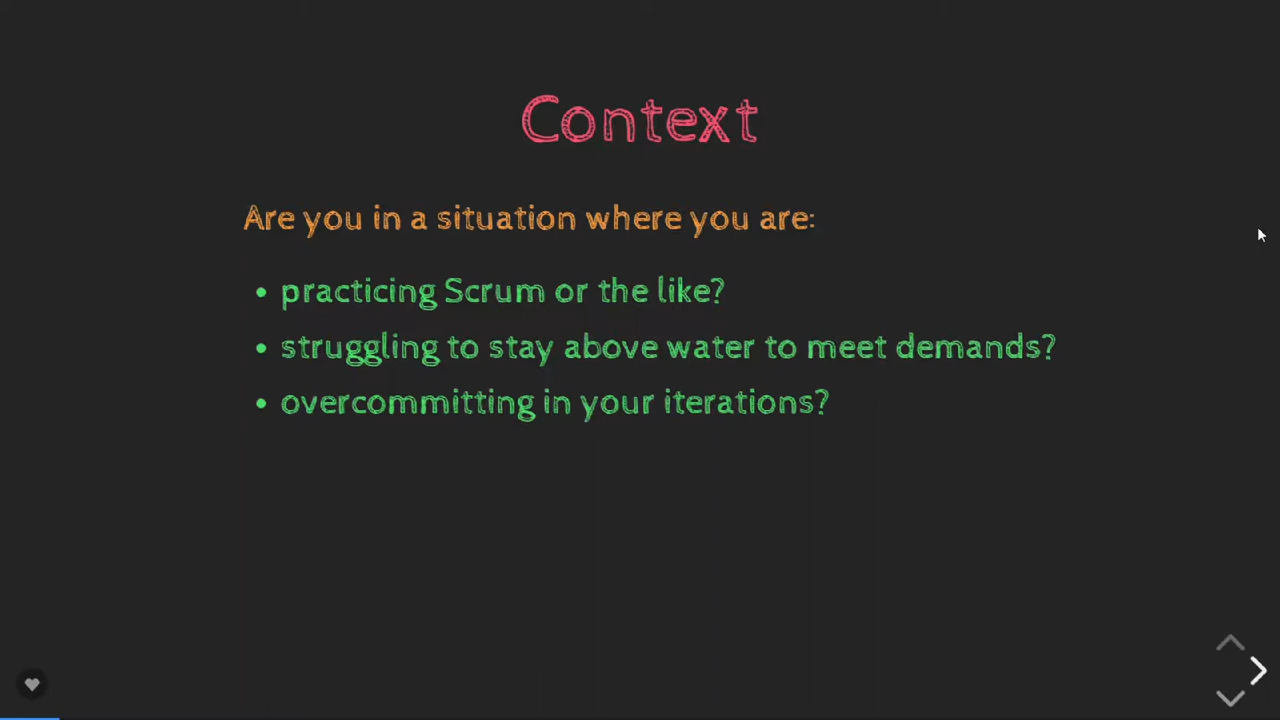 Context
Are you in a situation where you are:
• practicing Scrum or the like?
• struggling to stay above water to meet demands?
• overcommitting in your iterations?